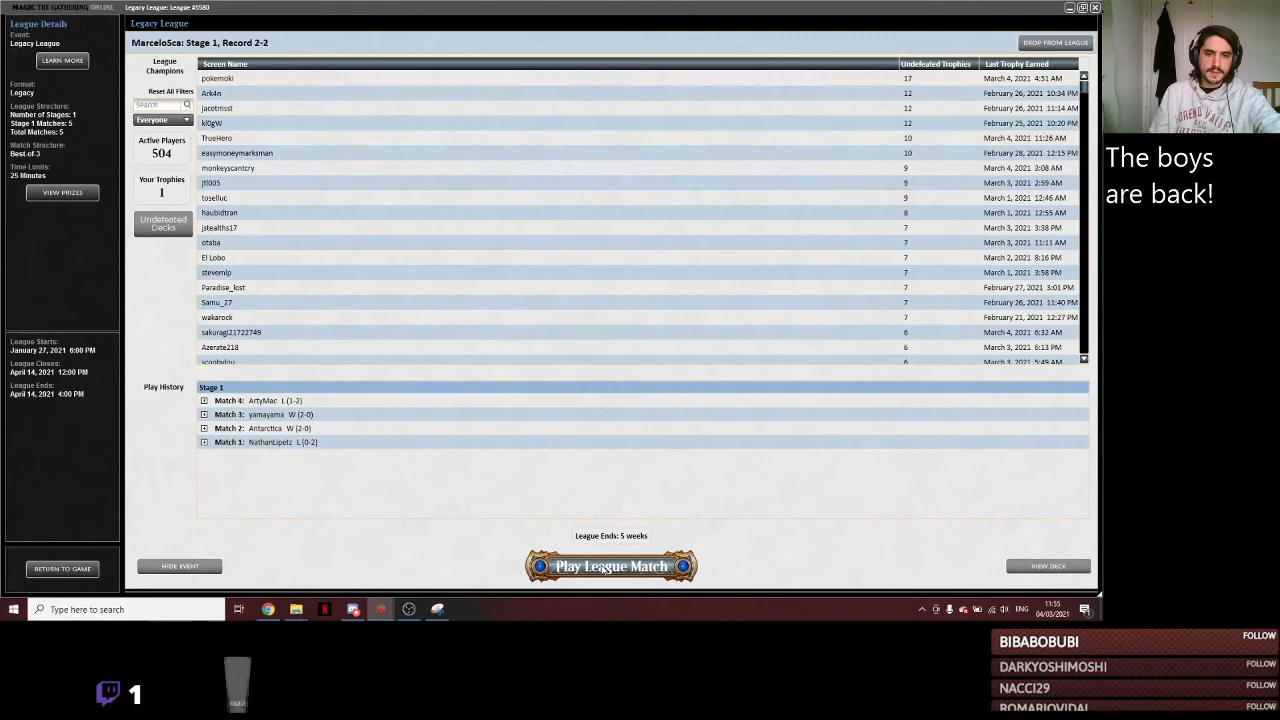 MAGIC THE GATHERING ONLINE
Legacy League: League #5580
League Details
Event:
Legacy League
LEARN MORE
Format:
Legacy
League Structure:
Number of Stages: 1
Stage 1 Matches: 5
Total Matches: 5
Match Structure:
Best of 3
Time Limits:
25 Minutes
VIEW PRIZES
League Starts:
January 27, 2021 6:00 PM
League Closes:
April 14, 2021 12:00 PM
League Ends:
April 14, 2021 4:00 PM
RETURN TO GAME
Legacy League
MarceloSca: Stage 1, Record 2-2
DROP FROM LEAGUE
League Champions
Reset All Filters
Search
Everyone
Active Players
504
Your Trophies
1
Undefeated Decks
Screen Name Undefeated Trophies Last Trophy Earned
pokemoki 17 March 4, 2021 4:51 AM
Ark4n 12 February 26, 2021 10:34 PM
jacetmsst 12 February 26, 2021 11:14 AM
kl0gW 12 February 25, 2021 10:20 PM
TrueHero 10 March 4, 2021 11:26 AM
easymoneymarksman 10 February 28, 2021 12:15 PM
monkeyscantcry 9 March 4, 2021 3:08 AM
jtl005 9 March 3, 2021 2:59 AM
toselluc 9 March 1, 2021 12:46 AM
haubidtran 8 March 1, 2021 12:55 AM
jstealths17 7 March 3, 2021 3:38 PM
otaba 7 March 3, 2021 11:11 AM
El Lobo 7 March 2, 2021 8:16 PM
stevemlp 7 March 1, 2021 3:58 PM
Paradise_lost 7 February 27, 2021 3:01 PM
Samu_27 7 February 26, 2021 11:40 PM
wakarock 7 February 21, 2021 12:27 PM
sakuragi21722749 6 March 4, 2021 6:32 AM
Azerate218 6 March 3, 2021 6:13 PM
scoobylou 6 March 3, 2021 5:49 AM
Play History
Stage 1
Match 4: ArtyMac L (1-2)
Match 3: yamayama W (2-0)
Match 2: Antarctica W (2-0)
Match 1: NathanLipetz L (0-2)
League Ends: 5 weeks
HIDE EVENT
Play League Match
VIEW DECK
The boys
are back!
Type here to search
ENG
11:55
04/03/2021
1
BIBABOBUBI FOLLOW
DARKYOSHIMOSHI FOLLOW
NACCI29 FOLLOW
ROMARIOVIDAL FOLLOW